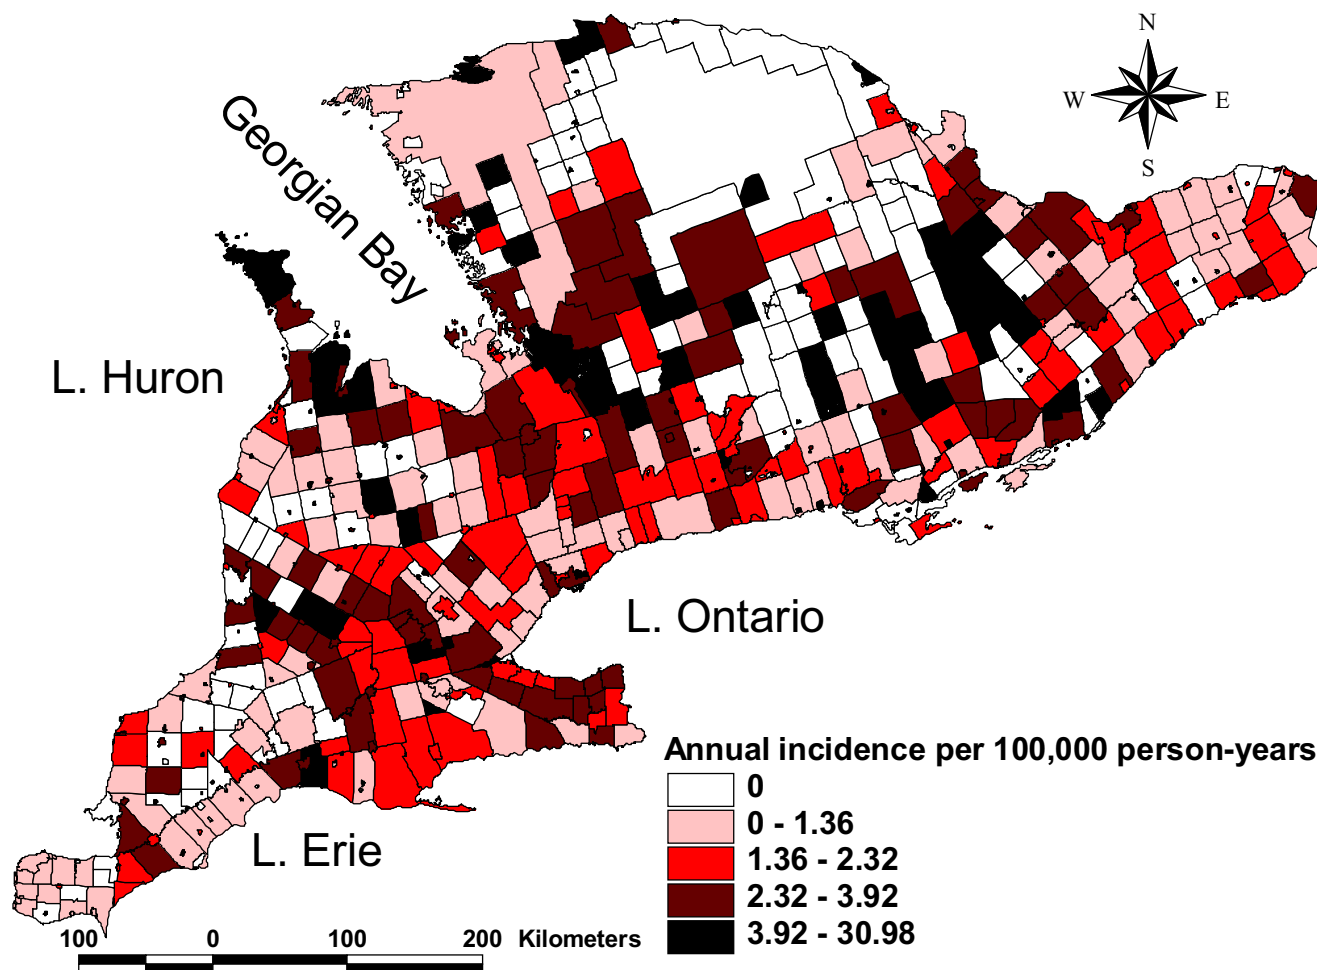 N
W E
S
Georgian Bay
L. Huron
L. Ontario
L. Erie
Annual incidence per 100,000 person-years
0
0 - 1.36
1.36 - 2.32
2.32 - 3.92
3.92 - 30.98
100 0 100 200 Kilometers